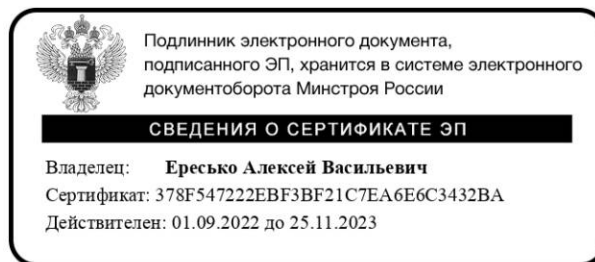 Подлинник электронного документа,
подписанного ЭП, хранится в системе электронного
документооборота Минстроя России
СВЕДЕНИЯ О СЕРТИФИКАТЕ ЭП
Владелец: Ересько Алексей Васильевич
Сертификат: 378F547222EBF3BF21C7EA6E6C3432BA
Действителен: 01.09.2022 до 25.11.2023